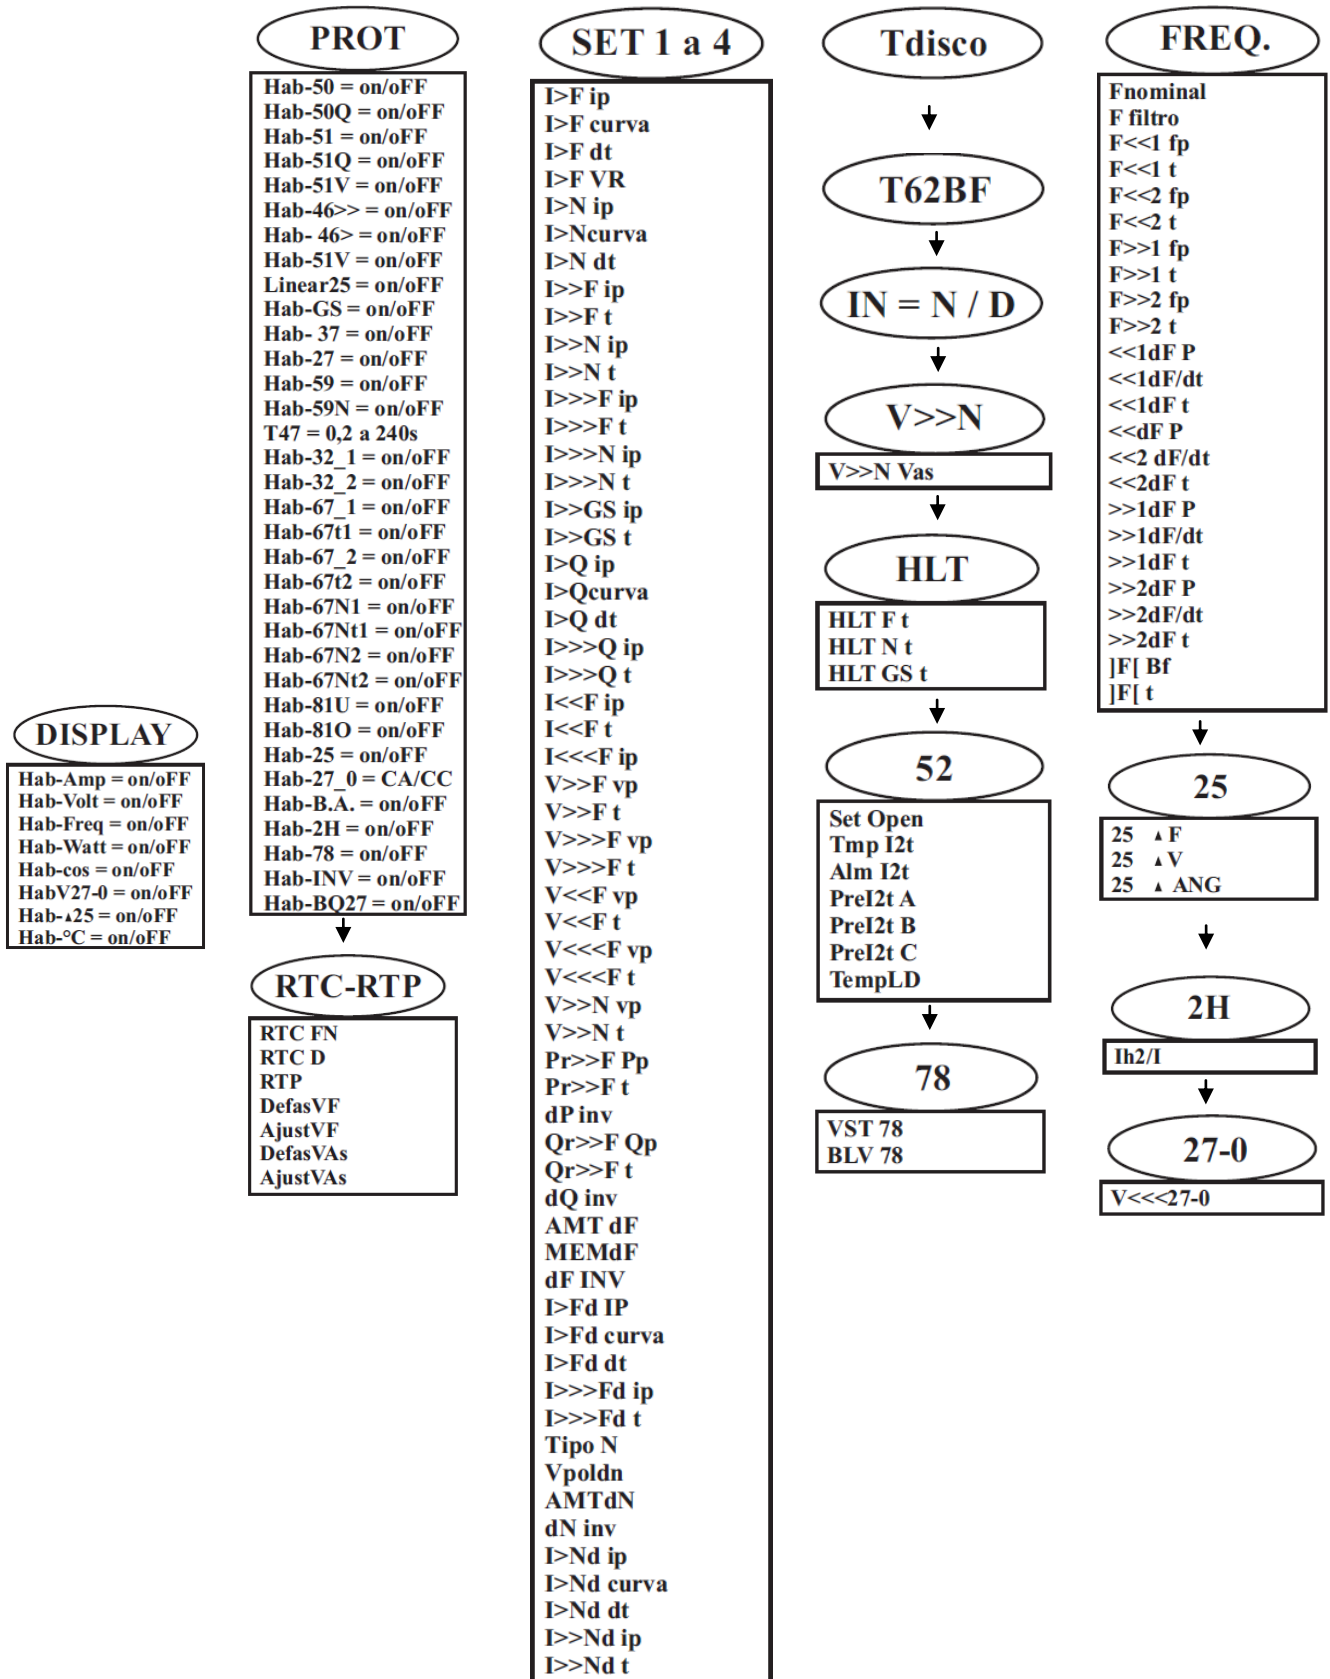 DISPLAY
Hab-Amp = on/oFF
Hab-Volt = on/oFF
Hab-Freq = on/oFF
Hab-Watt = on/oFF
Hab-cos = on/oFF
HabV27-0 = on/oFF
Hab-▲25 = on/oFF
Hab-°C = on/oFF
PROT
Hab-50 = on/oFF
Hab-50Q = on/oFF
Hab-51 = on/oFF
Hab-51Q = on/oFF
Hab-51V = on/oFF
Hab-46>> = on/oFF
Hab- 46> = on/oFF
Hab-51V = on/oFF
Linear25 = on/oFF
Hab-GS = on/oFF
Hab- 37 = on/oFF
Hab-27 = on/oFF
Hab-59 = on/oFF
Hab-59N = on/oFF
T47 = 0,2 a 240s
Hab-32_1 = on/oFF
Hab-32_2 = on/oFF
Hab-67_1 = on/oFF
Hab-67t1 = on/oFF
Hab-67_2 = on/oFF
Hab-67t2 = on/oFF
Hab-67N1 = on/oFF
Hab-67Nt1 = on/oFF
Hab-67N2 = on/oFF
Hab-67Nt2 = on/oFF
Hab-81U = on/oFF
Hab-81O = on/oFF
Hab-25 = on/oFF
Hab-27_0 = CA/CC
Hab-B.A. = on/oFF
Hab-2H = on/oFF
Hab-78 = on/oFF
Hab-INV = on/oFF
Hab-BQ27 = on/oFF
RTC-RTP
RTC FN
RTC D
RTP
DefasVF
AjustVF
DefasVAs
AjustVAs
SET 1 a 4
I>F ip
I>F curva
I>F dt
I>F VR
I>N ip
I>Ncurva
I>N dt
I>>F ip
I>>F t
I>>N ip
I>>N t
I>>>F ip
I>>>F t
I>>>N ip
I>>>N t
I>>GS ip
I>>GS t
I>Q ip
I>Qcurva
I>Q dt
I>>>Q ip
I>>>Q t
I<<F ip
I<<F t
I<<<F ip
V>>F vp
V>>F t
V>>>F vp
V>>>F t
V<<F vp
V<<F t
V<<<F vp
V<<<F t
V>>N vp
V>>N t
Pr>>F Pp
Pr>>F t
dP inv
Qr>>F Qp
Qr>>F t
dQ inv
AMT dF
MEMdF
dF INV
I>Fd IP
I>Fd curva
I>Fd dt
I>>>Fd ip
I>>>Fd t
Tipo N
Vpoldn
AMTdN
dN inv
I>Nd ip
I>Nd curva
I>Nd dt
I>>Nd ip
I>>Nd t
Tdisco
T62BF
IN = N / D
V>>N
V>>N Vas
HLT
HLT F t
HLT N t
HLT GS t
52
Set Open
Tmp I2t
Alm I2t
PreI2t A
PreI2t B
PreI2t C
TempLD
78
VST 78
BLV 78
FREQ.
Fnominal
F filtro
F<<1 fp
F<<1 t
F<<2 fp
F<<2 t
F>>1 fp
F>>1 t
F>>2 fp
F>>2 t
<<1dF P
<<1dF/dt
<<1dF t
<<dF P
<<2 dF/dt
<<2dF t
>>1dF P
>>1dF/dt
>>1dF t
>>2dF P
>>2dF/dt
>>2dF t
]F[ Bf
]F[ t
25
25 ▲ F
25 ▲ V
25 ▲ ANG
2H
Ih2/I
27-0
V<<<27-0